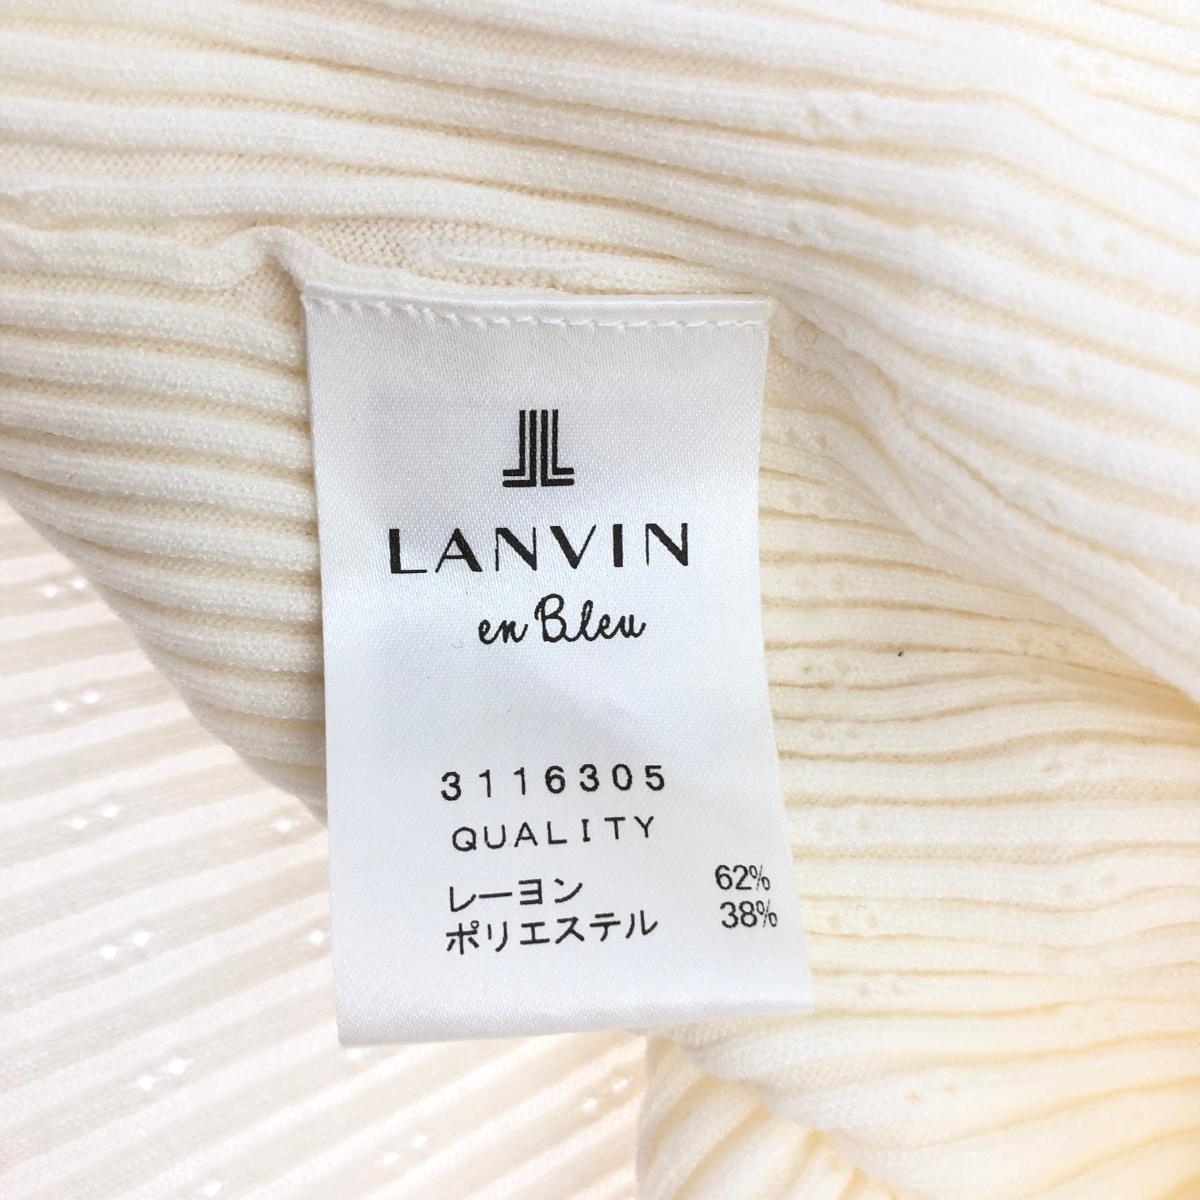 LANVIN
en Bleu
3116305
QUALITY
レーヨン 62%
ポリエステル 38%